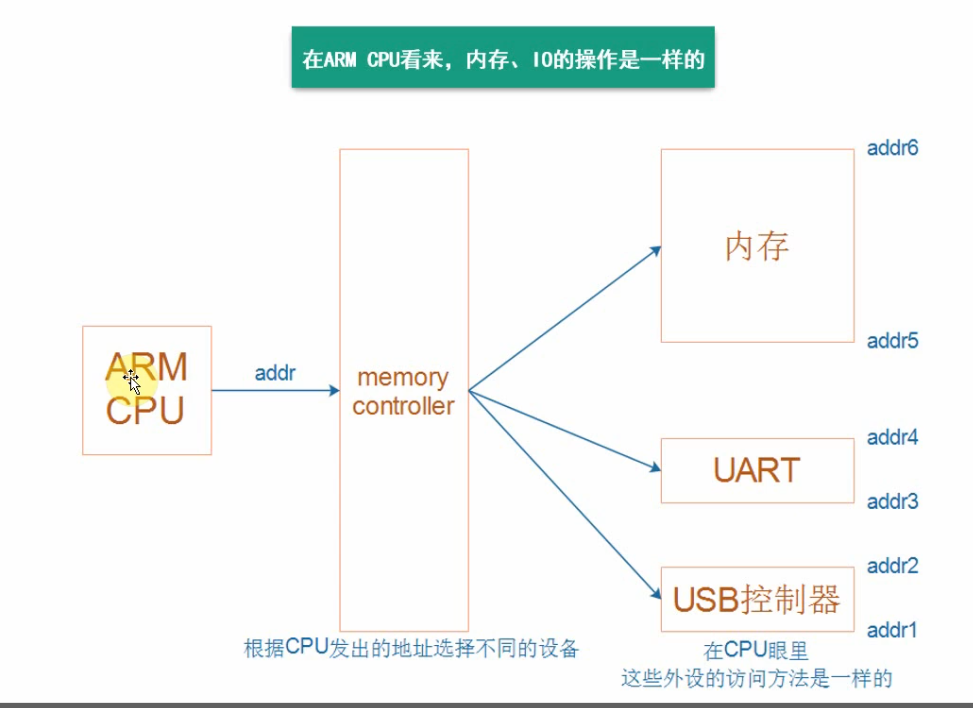 在ARM CPU看来，内存、IO的操作是一样的
addr6
内存
addr5
ARM
CPU
addr
memory
controller
addr4
UART
addr3
addr2
USB控制器
addr1
根据CPU发出的地址选择不同的设备
在CPU眼里
这些外设的访问方法是一样的